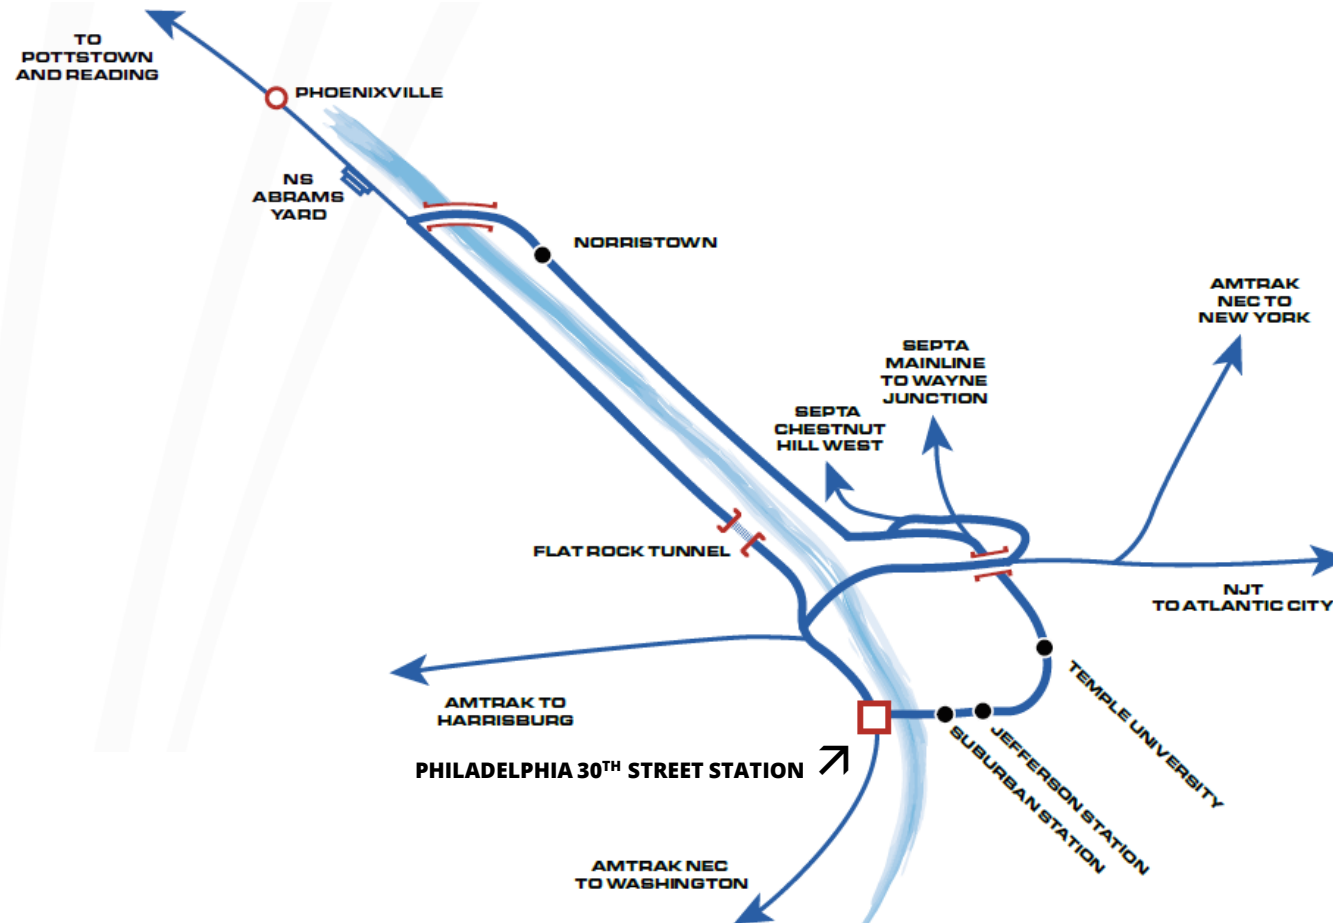 TO
POTTSTOWN
AND READING
PHOENIXVILLE
NS
ABRAMS
YARD
NORRISTOWN
AMTRAK
NEC TO
NEW YORK
SEPTA
MAINLINE
TO WAYNE
JUNCTION
SEPTA
CHESTNUT
HILL WEST
FLAT ROCK TUNNEL
NJT
TO ATLANTIC CITY
AMTRAK TO
HARRISBURG
TEMPLE UNIVERSITY
JEFFERSON STATION
SUBURBAN STATION
PHILADELPHIA 30TH STREET STATION
AMTRAK NEC
TO WASHINGTON